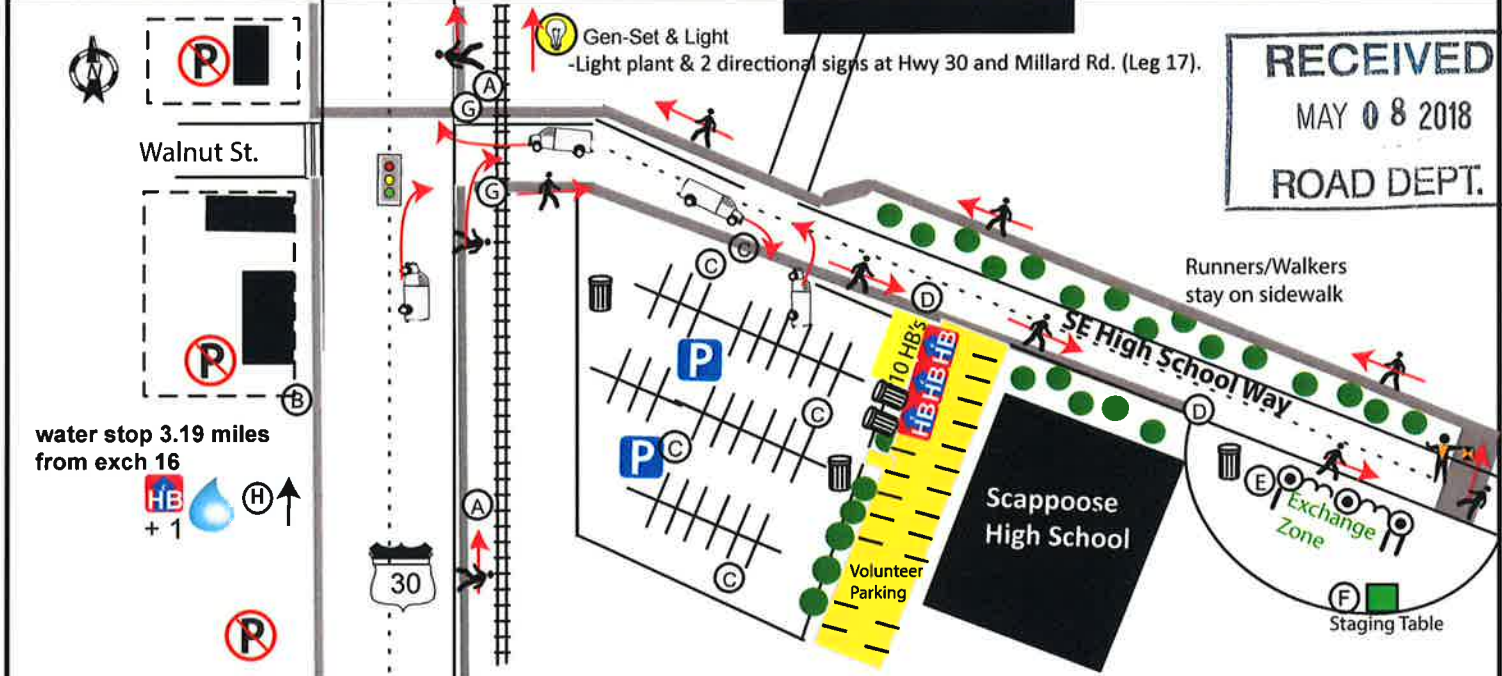 Gen-Set & Light
-Light plant & 2 directional signs at Hwy 30 and Millard Rd. (Leg 17).
RECEIVED
MAY 0 8 2018
ROAD DEPT.
P
A
G
Walnut St.
G
Runners/Walkers
stay on sidewalk
C
C
D
SE High School Way
10 HB's
HB
HB
HB
P
P
B
C
D
water stop 3.19 miles
from exch 16
HB
+ 1
H
P
C
A
E
Exchange
Zone
Scappoose
High School
30
C
Volunteer
Parking
F
Staging Table
P